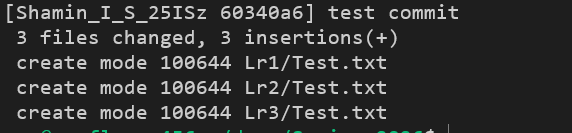 [Shamin_I_S_25ISz 60340a6] test commit
3 files changed, 3 insertions(+)
create mode 100644 Lr1/Test.txt
create mode 100644 Lr2/Test.txt
create mode 100644 Lr3/Test.txt